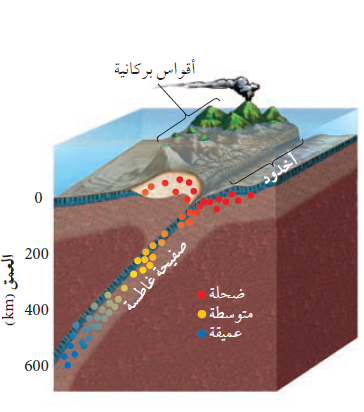 أقواس بركانية
أخدود
0
صفيحة غاطسة
200
العمق (km)
ضحلة
400
متوسطة
عميقة
600